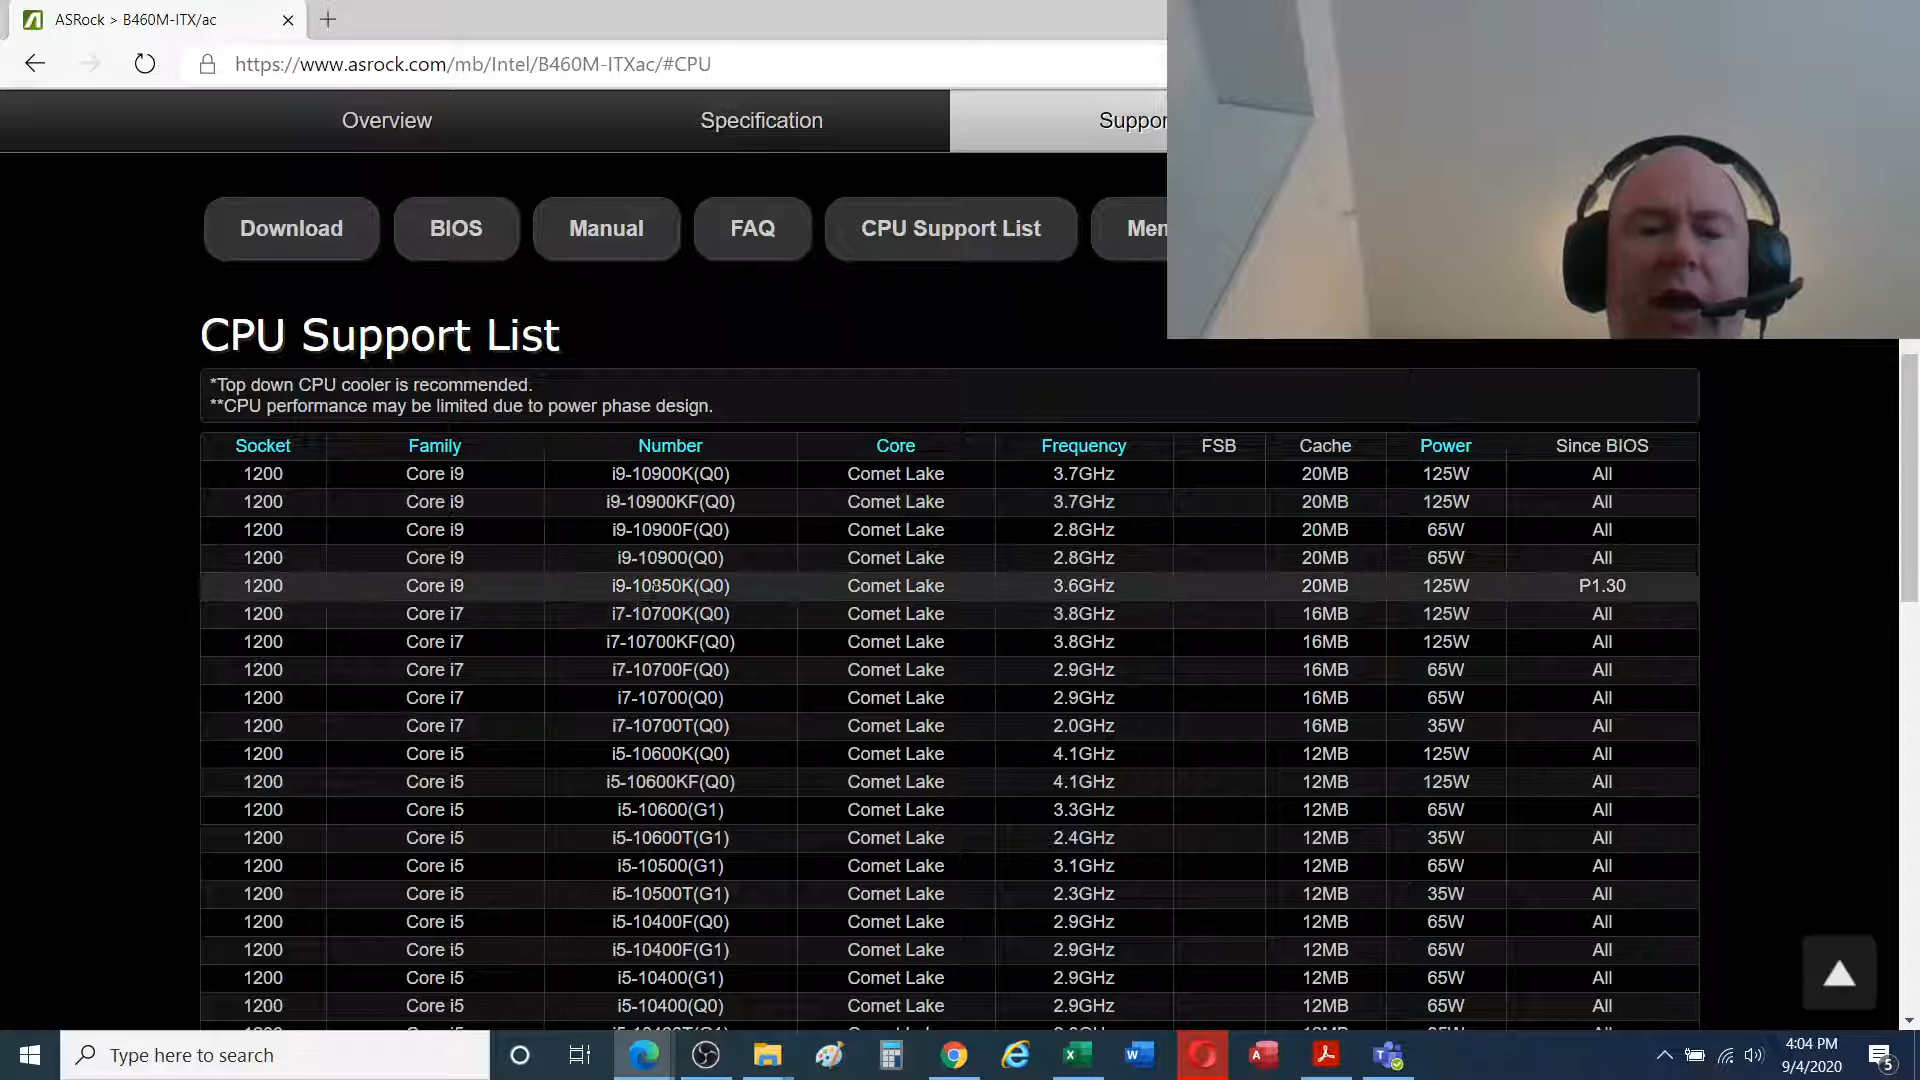 ASRock > B460M-ITX/ac
https://www.asrock.com/mb/Intel/B460M-ITXac/#CPU
Overview Specification Suppor
Download BIOS Manual FAQ CPU Support List Mem
CPU Support List
*Top down CPU cooler is recommended.
**CPU performance may be limited due to power phase design.
Socket Family Number Core Frequency FSB Cache Power Since BIOS
1200 Core i9 i9-10900K(Q0) Comet Lake 3.7GHz 20MB 125W All
1200 Core i9 i9-10900KF(Q0) Comet Lake 3.7GHz 20MB 125W All
1200 Core i9 i9-10900F(Q0) Comet Lake 2.8GHz 20MB 65W All
1200 Core i9 i9-10900(Q0) Comet Lake 2.8GHz 20MB 65W All
1200 Core i9 i9-10850K(Q0) Comet Lake 3.6GHz 20MB 125W P1.30
1200 Core i7 i7-10700K(Q0) Comet Lake 3.8GHz 16MB 125W All
1200 Core i7 i7-10700KF(Q0) Comet Lake 3.8GHz 16MB 125W All
1200 Core i7 i7-10700F(Q0) Comet Lake 2.9GHz 16MB 65W All
1200 Core i7 i7-10700(Q0) Comet Lake 2.9GHz 16MB 65W All
1200 Core i7 i7-10700T(Q0) Comet Lake 2.0GHz 16MB 35W All
1200 Core i5 i5-10600K(Q0) Comet Lake 4.1GHz 12MB 125W All
1200 Core i5 i5-10600KF(Q0) Comet Lake 4.1GHz 12MB 125W All
1200 Core i5 i5-10600(G1) Comet Lake 3.3GHz 12MB 65W All
1200 Core i5 i5-10600T(G1) Comet Lake 2.4GHz 12MB 35W All
1200 Core i5 i5-10500(G1) Comet Lake 3.1GHz 12MB 65W All
1200 Core i5 i5-10500T(G1) Comet Lake 2.3GHz 12MB 35W All
1200 Core i5 i5-10400F(Q0) Comet Lake 2.9GHz 12MB 65W All
1200 Core i5 i5-10400F(G1) Comet Lake 2.9GHz 12MB 65W All
1200 Core i5 i5-10400(G1) Comet Lake 2.9GHz 12MB 65W All
1200 Core i5 i5-10400(Q0) Comet Lake 2.9GHz 12MB 65W All
Type here to search
4:04 PM
9/4/2020
5